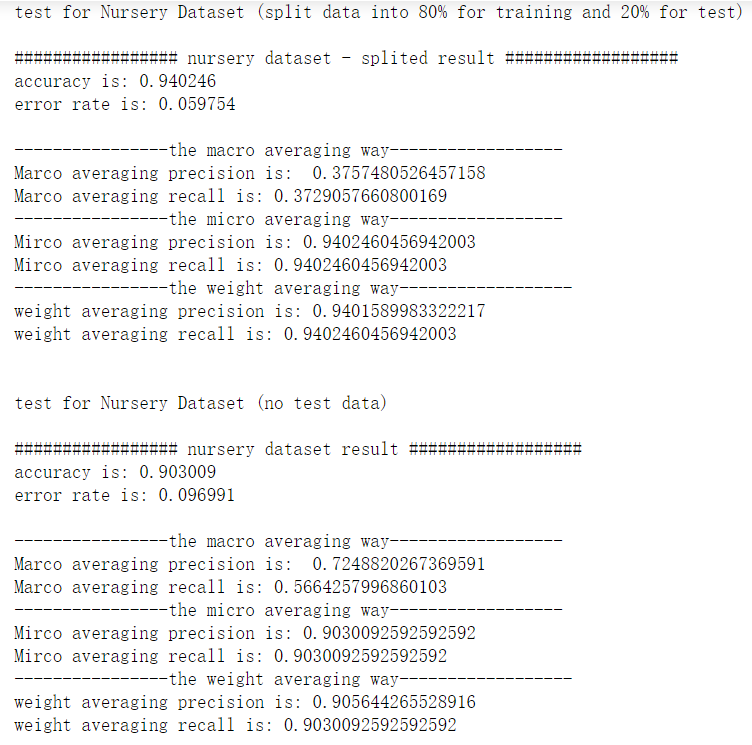 test for Nursery Dataset (split data into 80% for training and 20% for test)
################# nursery dataset - splited result ##################
accuracy is: 0.940246
error rate is: 0.059754
----------------the macro averaging way------------------
Marco averaging precision is:  0.3757480526457158
Marco averaging recall is: 0.3729057660800169
----------------the micro averaging way------------------
Mirco averaging precision is: 0.9402460456942003
Mirco averaging recall is: 0.9402460456942003
----------------the weight averaging way------------------
weight averaging precision is: 0.9401589983322217
weight averaging recall is: 0.9402460456942003
test for Nursery Dataset (no test data)
################# nursery dataset result ##################
accuracy is: 0.903009
error rate is: 0.096991
----------------the macro averaging way------------------
Marco averaging precision is:  0.7248820267369591
Marco averaging recall is: 0.5664257996860103
----------------the micro averaging way------------------
Mirco averaging precision is: 0.9030092592592592
Mirco averaging recall is: 0.9030092592592592
----------------the weight averaging way------------------
weight averaging precision is: 0.905644265528916
weight averaging recall is: 0.9030092592592592